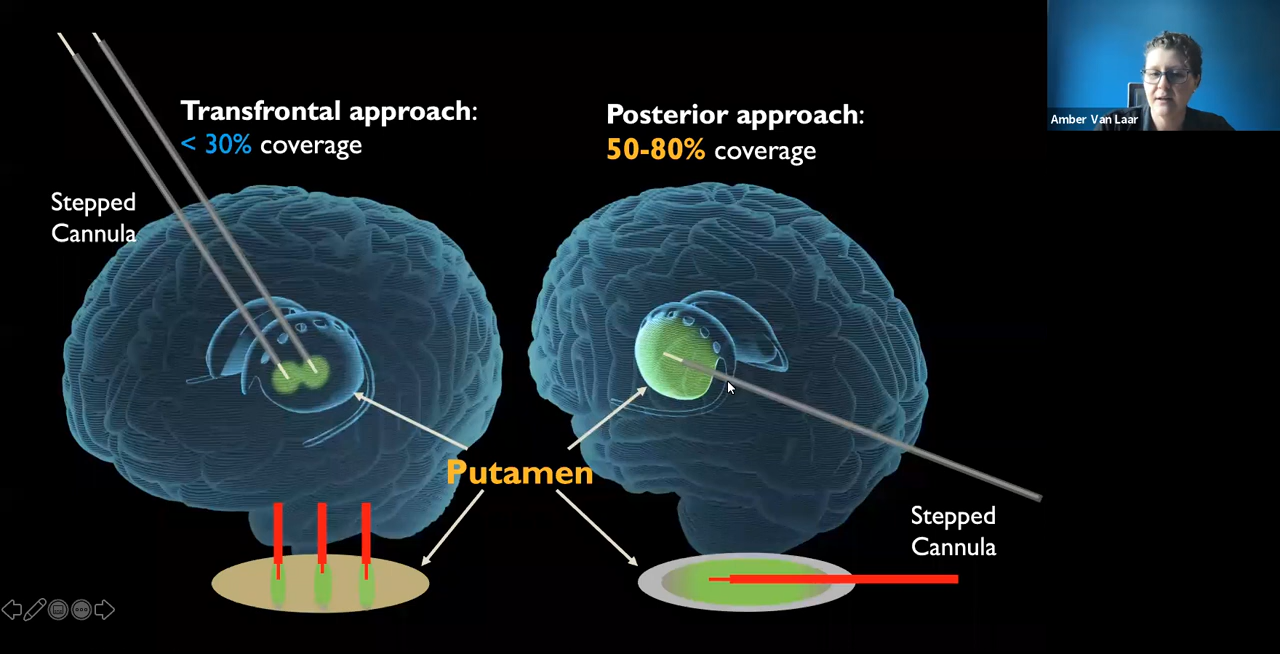 Transfrontal approach:
< 30% coverage
Stepped
Cannula
Posterior approach:
50-80% coverage
Amber Van Laar
Putamen
Stepped
Cannula